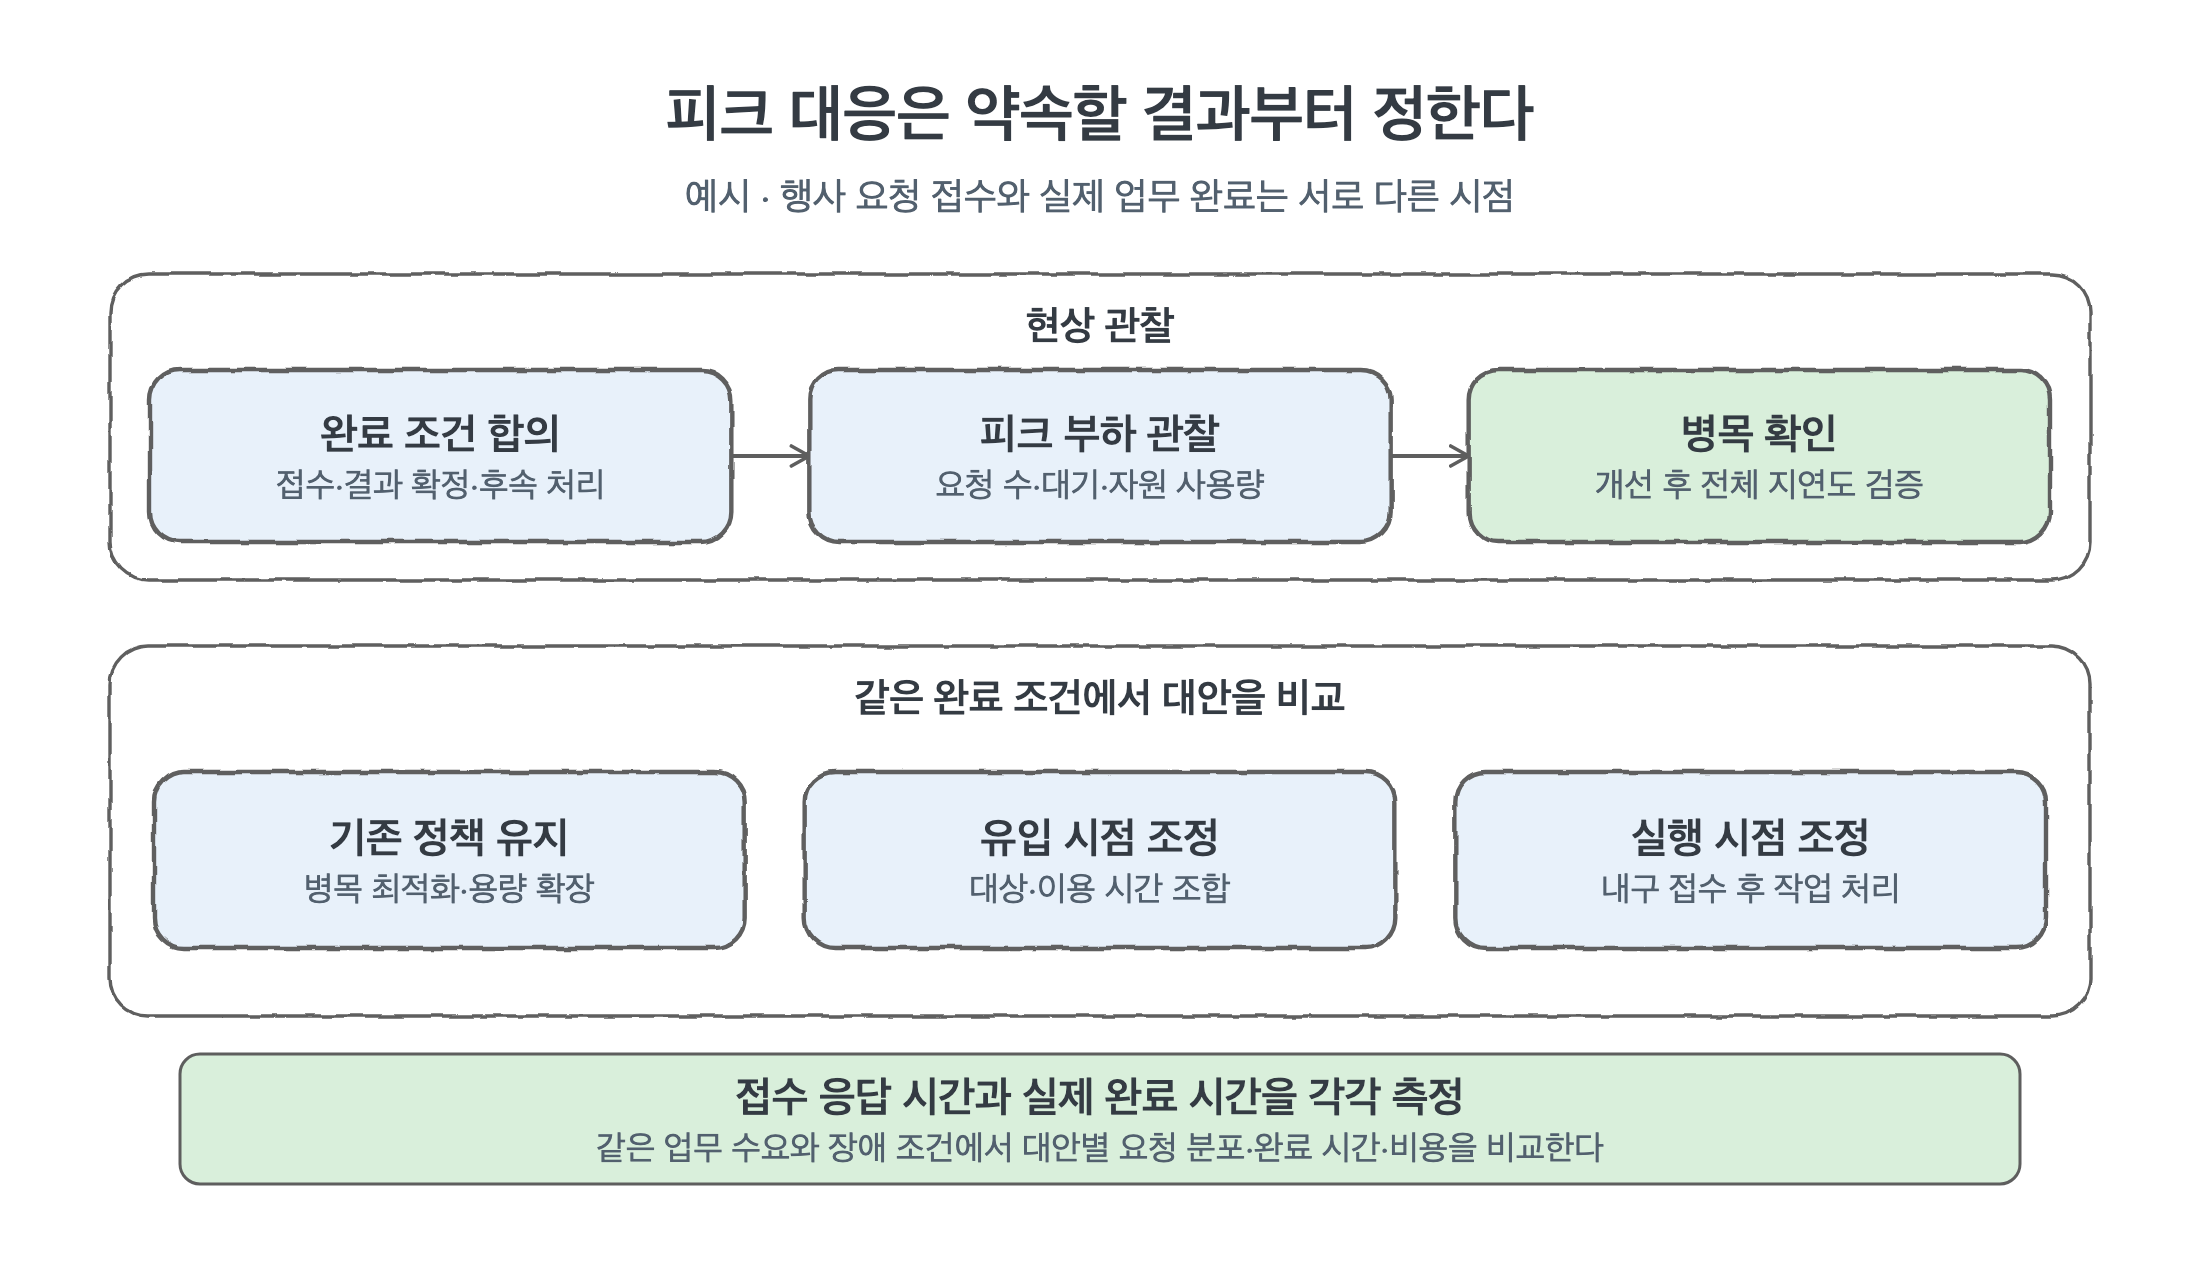 피크 대응은 약속할 결과부터 정한다
예시 · 행사 요청 접수와 실제 업무 완료는 서로 다른 시점
현상 관찰
완료 조건 합의
접수·결과 확정·후속 처리
피크 부하 관찰
요청 수·대기·자원 사용량
병목 확인
개선 후 전체 지연도 검증
같은 완료 조건에서 대안을 비교
기존 정책 유지
병목 최적화·용량 확장
유입 시점 조정
대상·이용 시간 조합
실행 시점 조정
내구 접수 후 작업 처리
접수 응답 시간과 실제 완료 시간을 각각 측정
같은 업무 수요와 장애 조건에서 대안별 요청 분포·완료 시간·비용을 비교한다